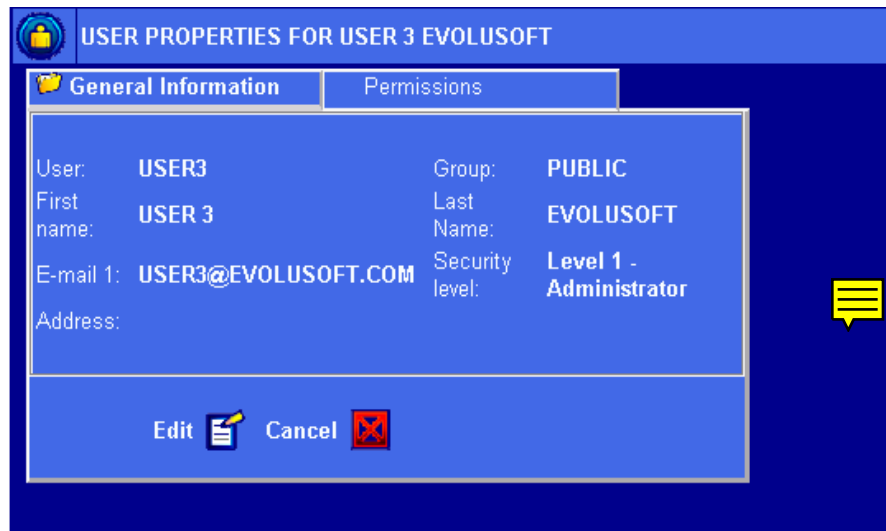 USER PROPERTIES FOR USER 3 EVOLUSOFT
General Information
Permissions
User: USER3
Group: PUBLIC
First name: USER 3
Last Name: EVOLUSOFT
E-mail 1: USER3@EVOLUSOFT.COM
Security level: Level 1 - Administrator
Address:
Edit
Cancel